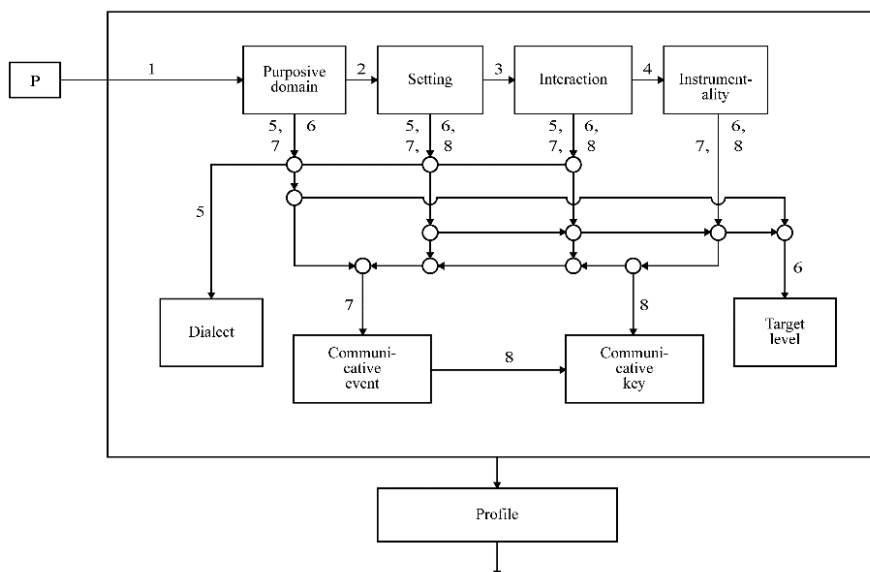 P
1
Purposive
domain
2
Setting
3
Interaction
4
Instrument-
ality
5, 6
7
5, 6,
7, 8
5, 6,
7, 8
6,
7, 8
5
6
7
8
Dialect
Communi-
cative
event
8
Communi-
cative
key
Target
level
Profile